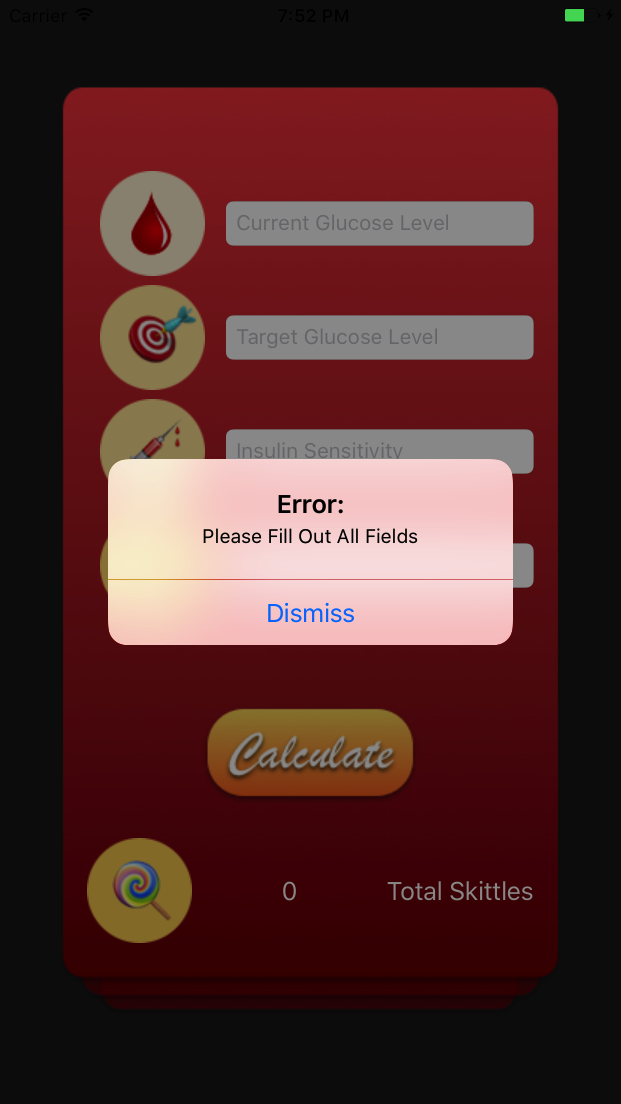 Carrier 7:52 PM
Current Glucose Level
Target Glucose Level
Insulin Sensitivity
Error:
Please Fill Out All Fields
Dismiss
Calculate
0 Total Skittles